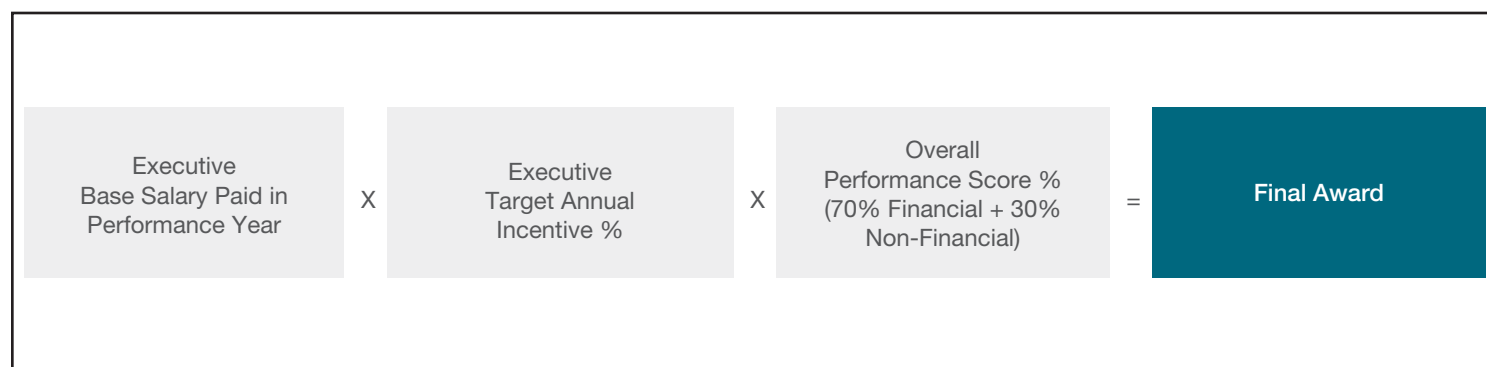 Executive
Base Salary Paid in
Performance Year
X
Executive
Target Annual
Incentive %
X
Overall
Performance Score %
(70% Financial + 30%
Non-Financial)
=
Final Award